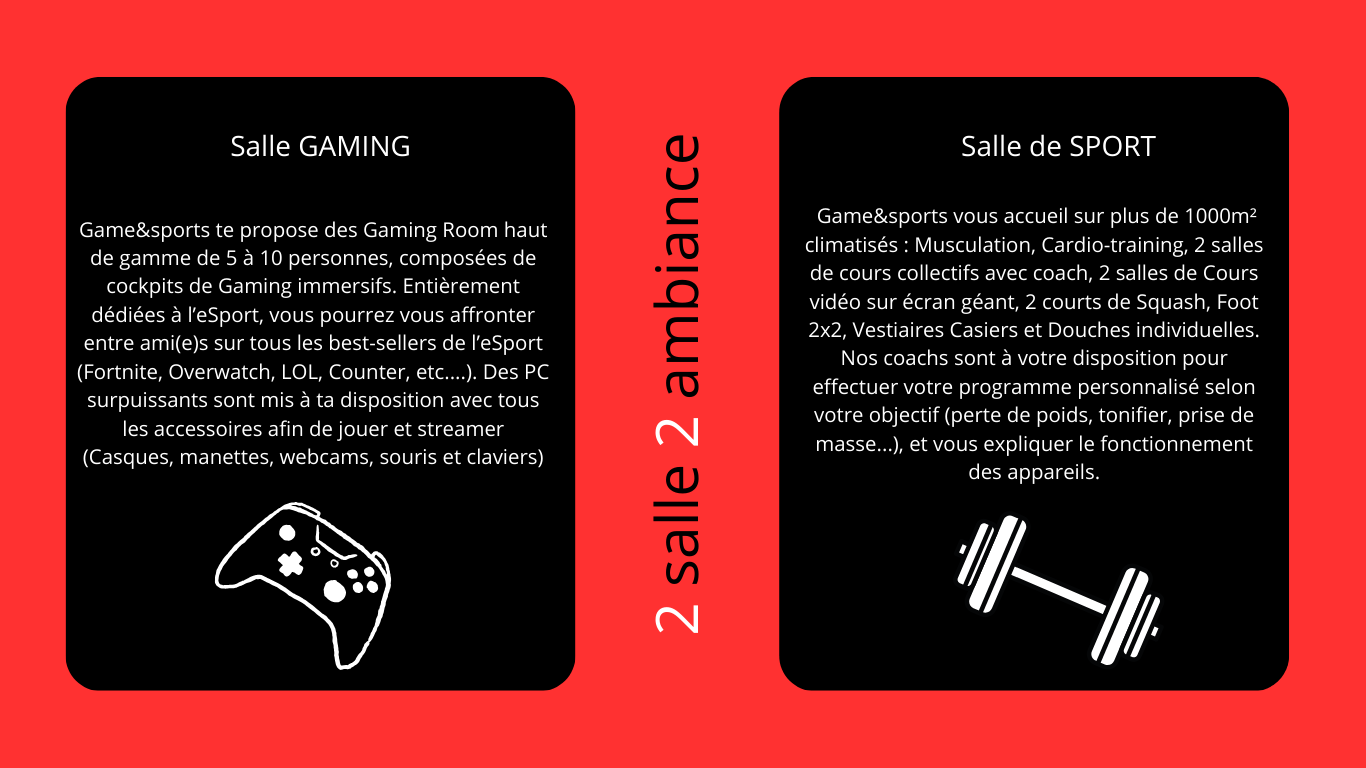 Salle GAMING
Game&sports te propose des Gaming Room haut
de gamme de 5 à 10 personnes, composées de
cockpits de Gaming immersifs. Entièrement
dédiées à l’eSport, vous pourrez vous affronter
entre ami(e)s sur tous les best-sellers de l’eSport
(Fortnite, Overwatch, LOL, Counter, etc....). Des PC
surpuissants sont mis à ta disposition avec tous
les accessoires afin de jouer et streamer
(Casques, manettes, webcams, souris et claviers)
2 salle 2 ambiance
Salle de SPORT
Game&sports vous accueil sur plus de 1000m²
climatisés : Musculation, Cardio-training, 2 salles
de cours collectifs avec coach, 2 salles de Cours
vidéo sur écran géant, 2 courts de Squash, Foot
2x2, Vestiaires Casiers et Douches individuelles.
Nos coachs sont à votre disposition pour
effectuer votre programme personnalisé selon
votre objectif (perte de poids, tonifier, prise de
masse...), et vous expliquer le fonctionnement
des appareils.